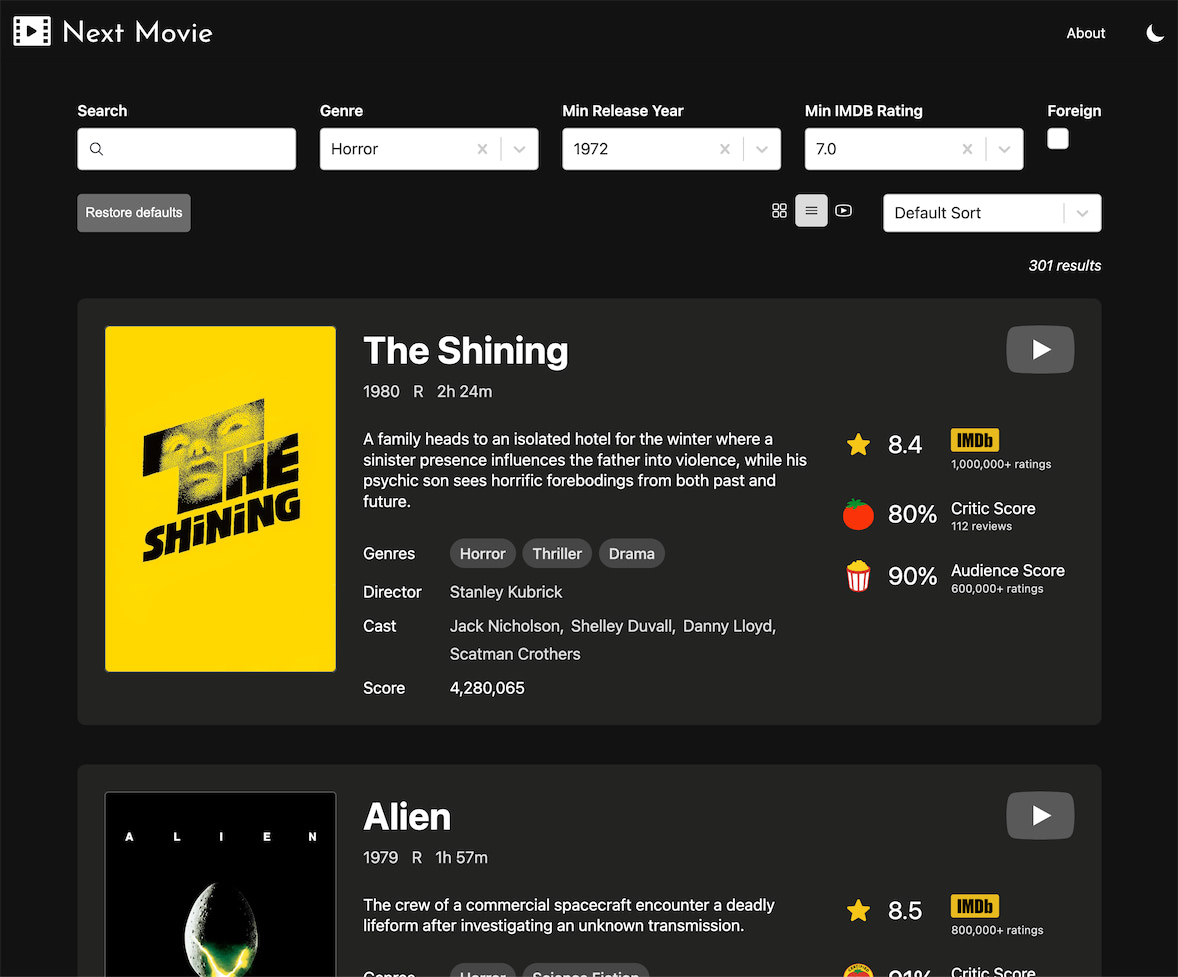 Next Movie
About
Search
Genre
Min Release Year
Min IMDB Rating
Foreign
Horror
1972
7.0
Restore defaults
Default Sort
301 results
THE
SHiNiNG
The Shining
1980 R 2h 24m
A family heads to an isolated hotel for the winter where a
sinister presence influences the father into violence, while his
psychic son sees horrific forebodings from both past and
future.
Genres Horror Thriller Drama
Director Stanley Kubrick
Cast Jack Nicholson, Shelley Duvall, Danny Lloyd,
Scatman Crothers
Score 4,280,065
8.4 IMDb
1,000,000+ ratings
80% Critic Score
112 reviews
90% Audience Score
600,000+ ratings
A L I E N
Alien
1979 R 1h 57m
The crew of a commercial spacecraft encounter a deadly
lifeform after investigating an unknown transmission.
Genres Horror Science Fiction
8.5 IMDb
800,000+ ratings
91% Critic Score